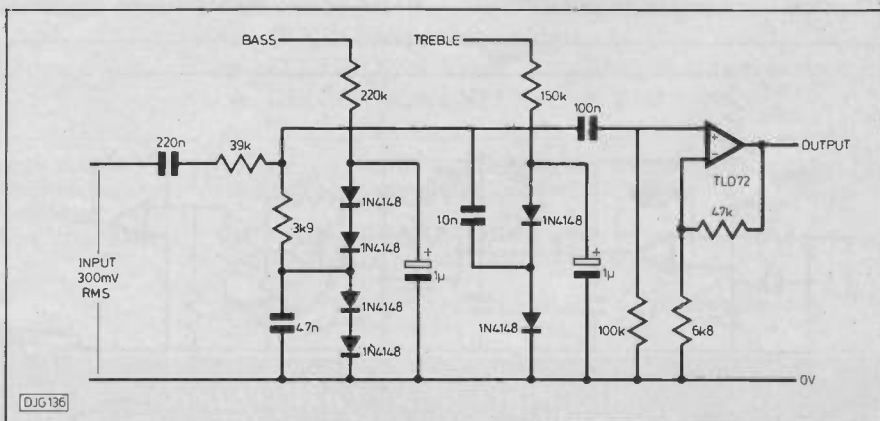 BASS
TREBLE
220k
150k
100n
220n
39k
OUTPUT
TL072
1N4148
10n
1N4148
3k9
47k
1N4148
INPUT
300mV
RMS
+
1μ
+
1μ
1N4148
47n
1N4148
1N4148
100k
6k8
0V
DJG136